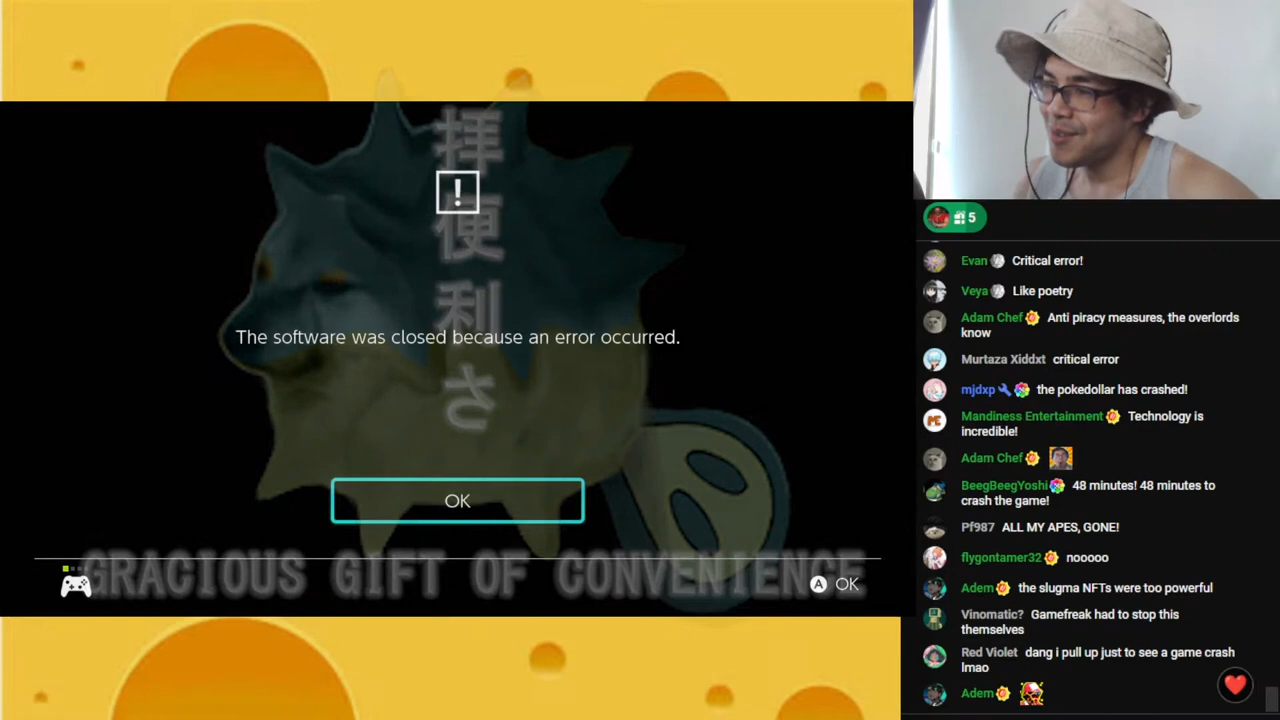 拝
便
利
さ
!
The software was closed because an error occurred.
OK
GRACIOUS GIFT OF CONVENIENCE
A OK
5
Evan Critical error!
Veya Like poetry
Adam Chef Anti piracy measures, the overlords
know
Murtaza Xiddxt critical error
mjdxp the pokedollar has crashed!
Mandiness Entertainment Technology is
incredible!
Adam Chef
BeegBeegYoshi 48 minutes! 48 minutes to
crash the game!
Pf987 ALL MY APES, GONE!
flygontamer32 nooooo
Adem the slugma NFTs were too powerful
Vinomatic? Gamefreak had to stop this
themselves
Red Violet dang i pull up just to see a game crash
lmao
Adem